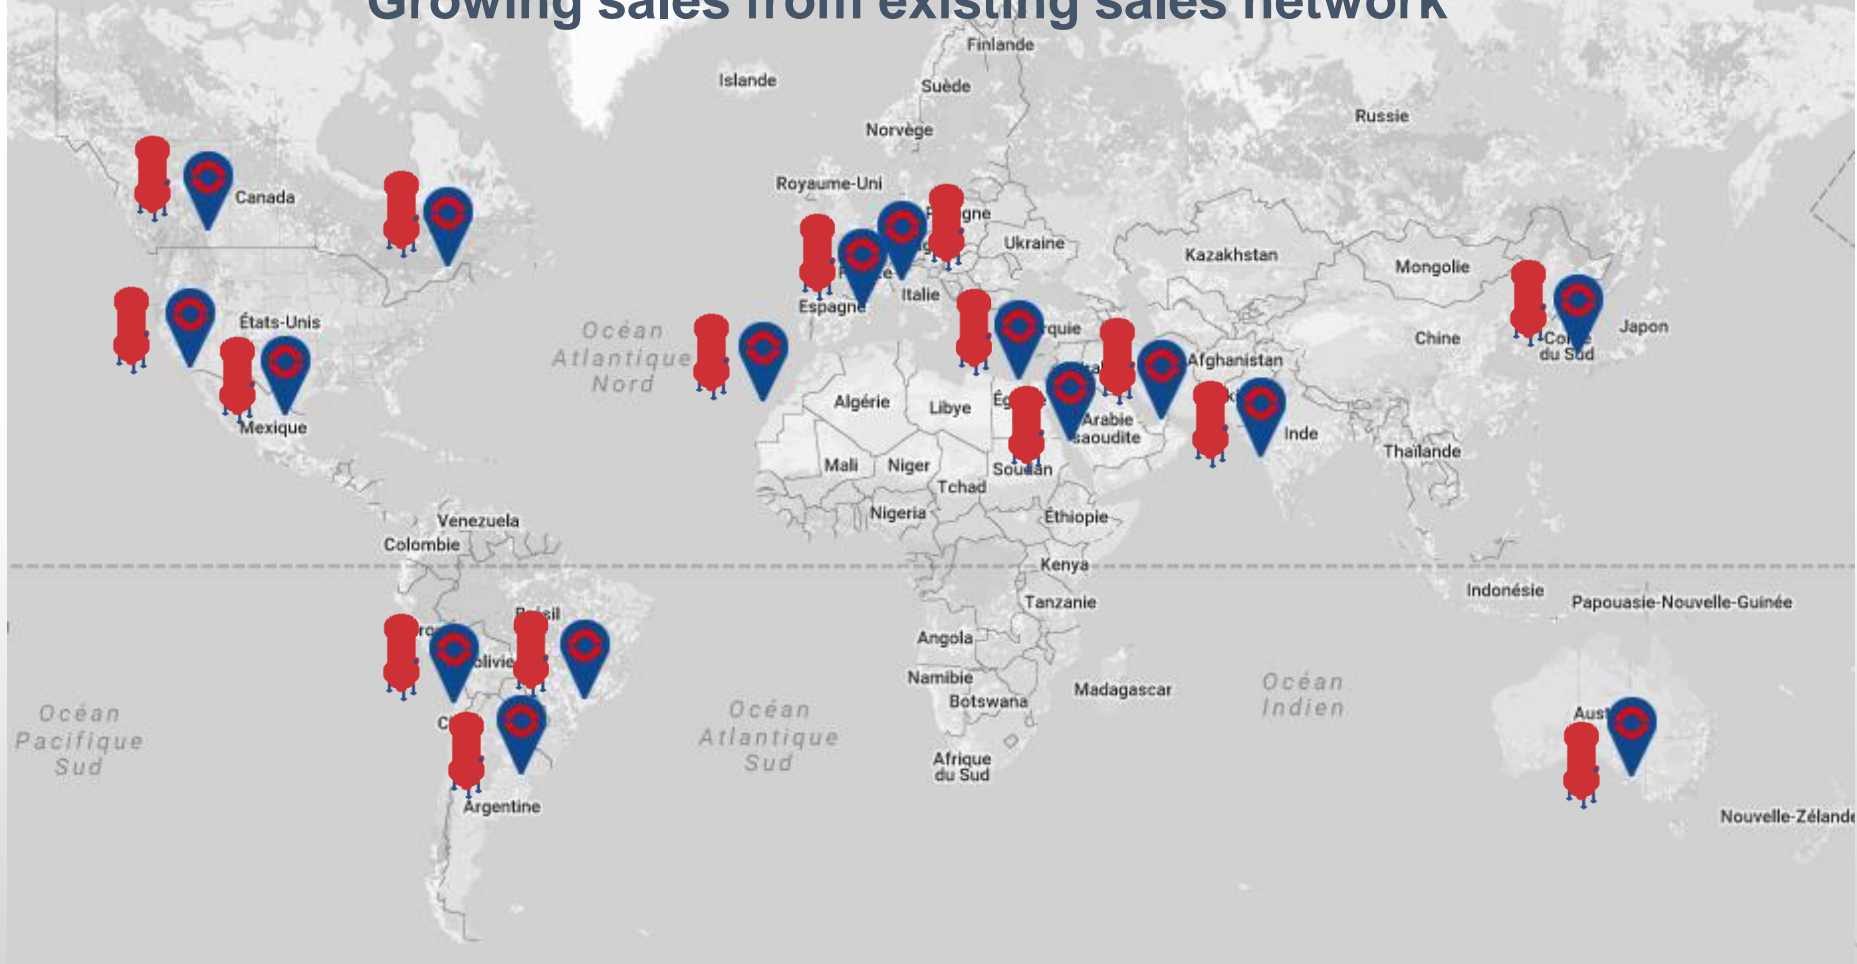 Growing sales from existing sales network
Finlande
Islande
Suède
Russie
Norvège
Royaume-Uni
Canada
Ukraine
Kazakhstan
Mongolie
Italie
Espagne
États-Unis
Océan
Atlantique
Nord
Japon
Chine
du Sud
Afghanistan
Algérie
Libye
Arabie
saoudite
Mexique
Inde
Thaïlande
Mali
Niger
Soudan
Tchad
Nigeria
Éthiopie
Venezuela
Colombie
Kenya
Indonésie
Tanzanie
Papouasie-Nouvelle-Guinée
Angola
Namibie
Botswana
Madagascar
Océan
Indien
Océan
Pacifique
Sud
Océan
Atlantique
Sud
Afrique
du Sud
Argentine
Nouvelle-Zélande